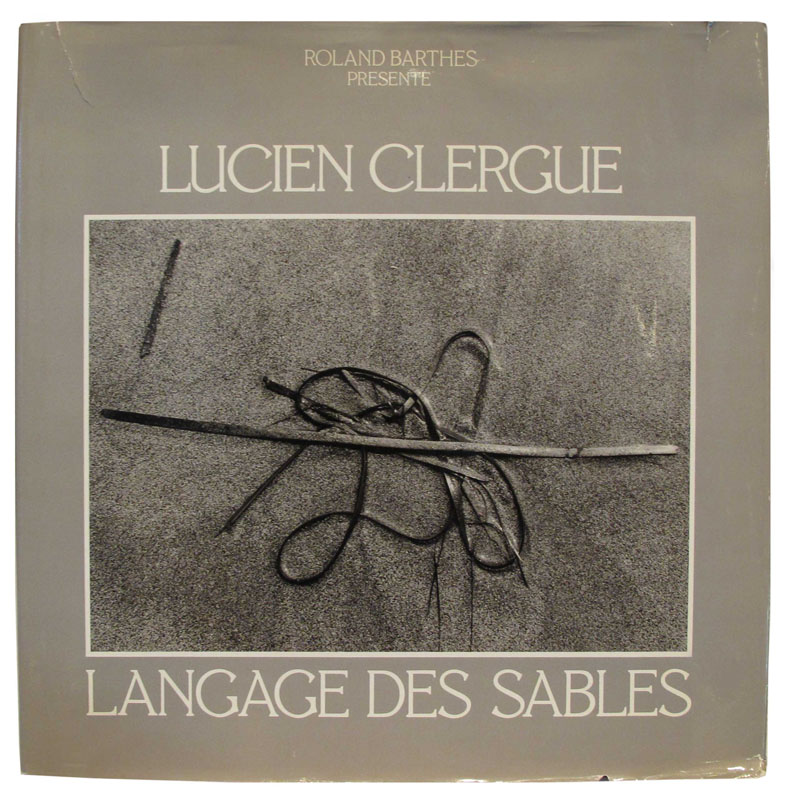 ROLAND BARTHES
PRESENTE
LUCIEN CLERGUE
LANGAGE DES SABLES